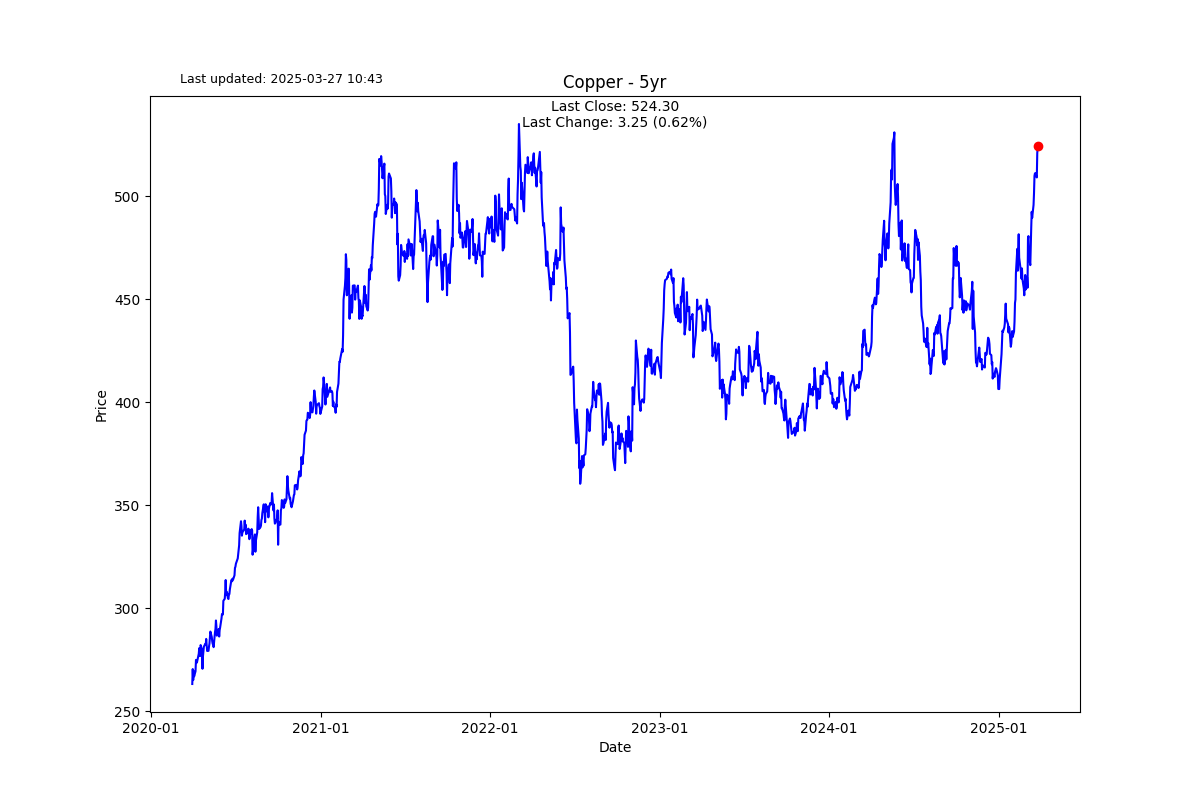 Last updated: 2025-03-27 10:43
Copper - 5yr
Last Close: 524.30
Last Change: 3.25 (0.62%)
500
450
400
350
300
250
Price
2020-01
2021-01
2022-01
2023-01
2024-01
2025-01
Date